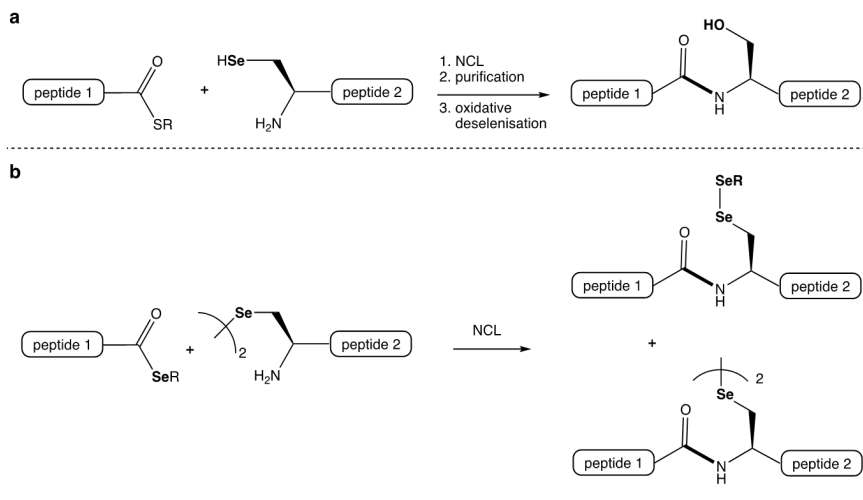 a
peptide 1
O
SR
+
HSe
H2N
peptide 2
1. NCL
2. purification
3. oxidative
deselenisation
HO
O
peptide 1
N
H
peptide 2
b
peptide 1
O
SeR
+
2
Se
H2N
peptide 2
NCL
SeR
Se
O
peptide 1
N
H
peptide 2
+
2
Se
O
peptide 1
N
H
peptide 2